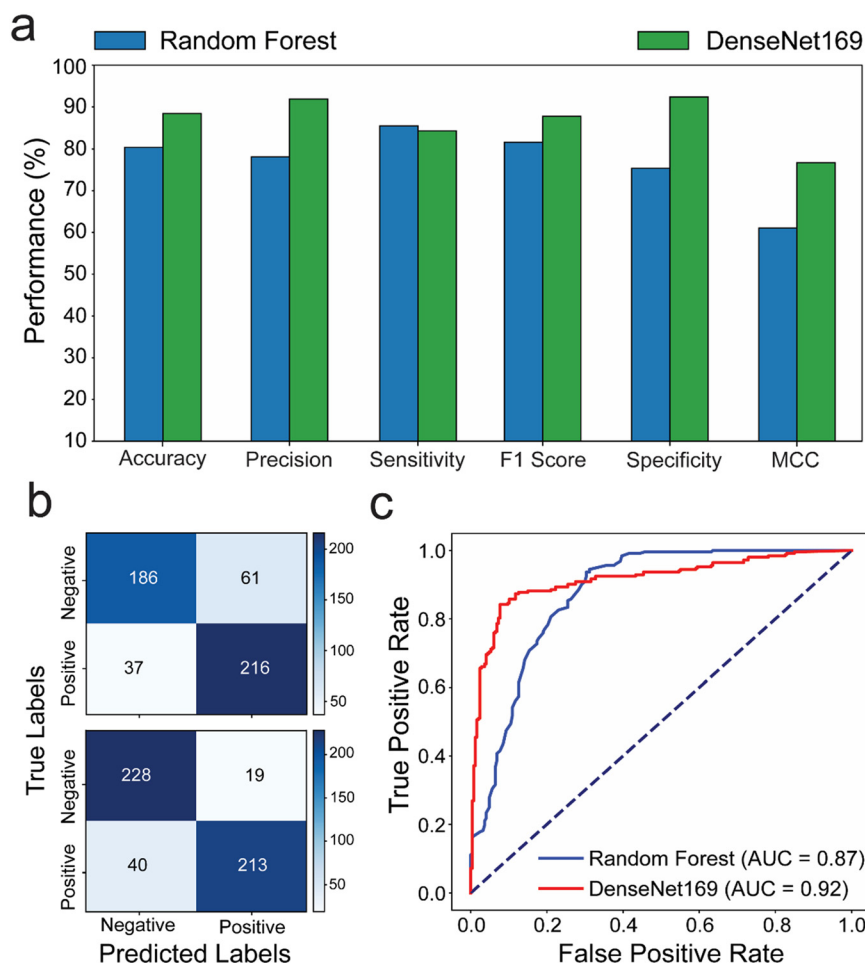 a
Random Forest
DenseNet169
Performance (%)
100
90
80
70
60
50
40
30
20
10
Accuracy Precision Sensitivity F1 Score Specificity MCC
b
True Labels
Negative
186 61
Positive
37 216
200
150
100
50
Negative
228 19
Positive
40 213
200
150
100
50
Negative Positive
Predicted Labels
c
True Positive Rate
1.0
0.8
0.6
0.4
0.2
0.0
Random Forest (AUC = 0.87)
DenseNet169 (AUC = 0.92)
0.0 0.2 0.4 0.6 0.8 1.0
False Positive Rate